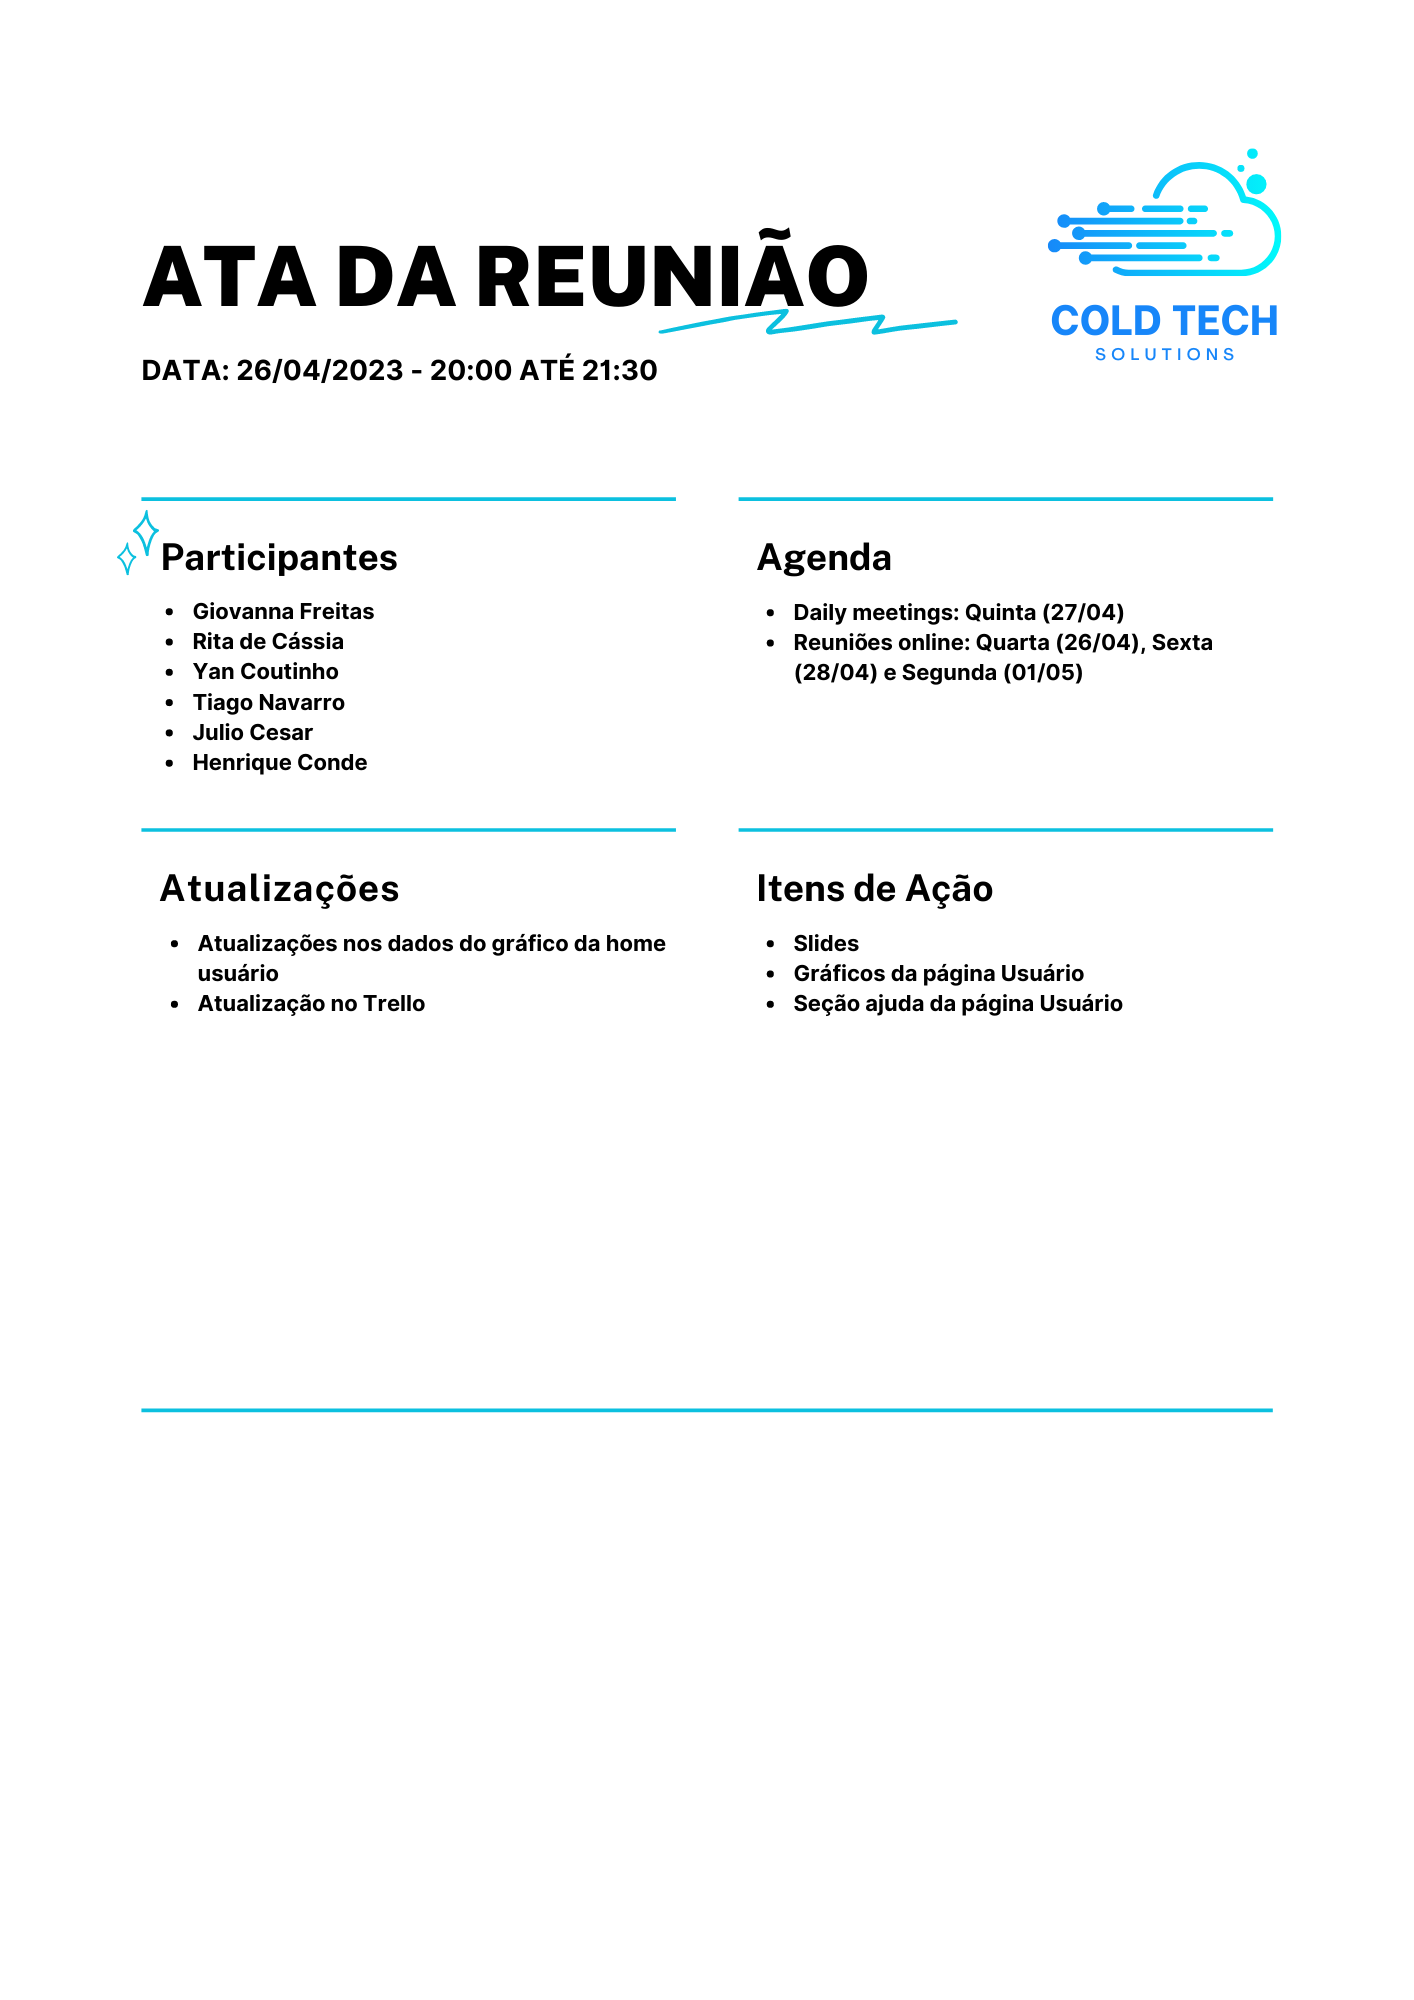 ATA DA REUNIÃO
DATA: 26/04/2023 - 20:00 ATÉ 21:30
COLD TECH
SOLUTIONS
Participantes
• Giovanna Freitas
• Rita de Cássia
• Yan Coutinho
• Tiago Navarro
• Julio Cesar
• Henrique Conde
Agenda
• Daily meetings: Quinta (27/04)
• Reuniões online: Quarta (26/04), Sexta
(28/04) e Segunda (01/05)
Atualizações
• Atualizações nos dados do gráfico da home
usuário
• Atualização no Trello
Itens de Ação
• Slides
• Gráficos da página Usuário
• Seção ajuda da página Usuário